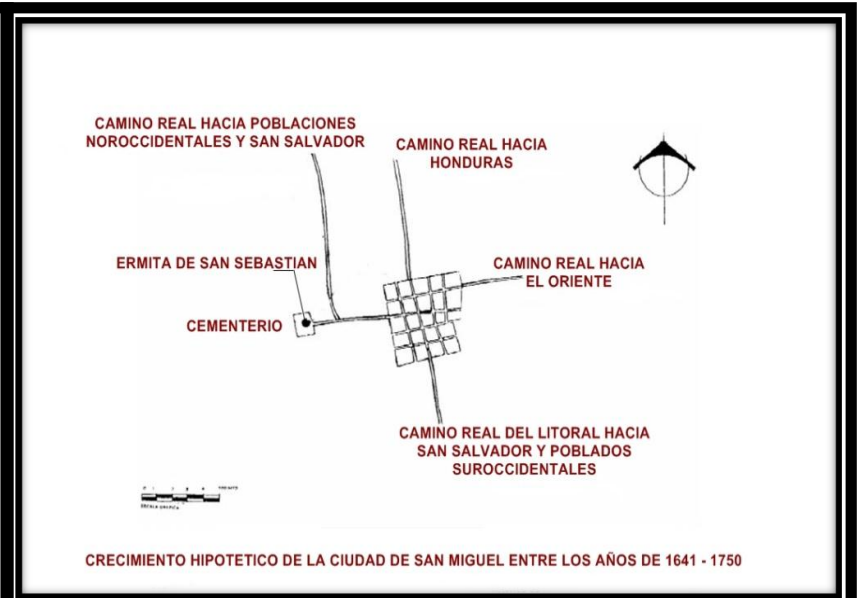 CAMINO REAL HACIA POBLACIONES
NOROCCIDENTALES Y SAN SALVADOR
CAMINO REAL HACIA
HONDURAS
ERMITA DE SAN SEBASTIAN
CAMINO REAL HACIA
EL ORIENTE
CEMENTERIO
CAMINO REAL DEL LITORAL HACIA
SAN SALVADOR Y POBLADOS
SUROCCIDENTALES
ESCALA GRAFICA
CRECIMIENTO HIPOTETICO DE LA CIUDAD DE SAN MIGUEL ENTRE LOS AÑOS DE 1641 - 1750